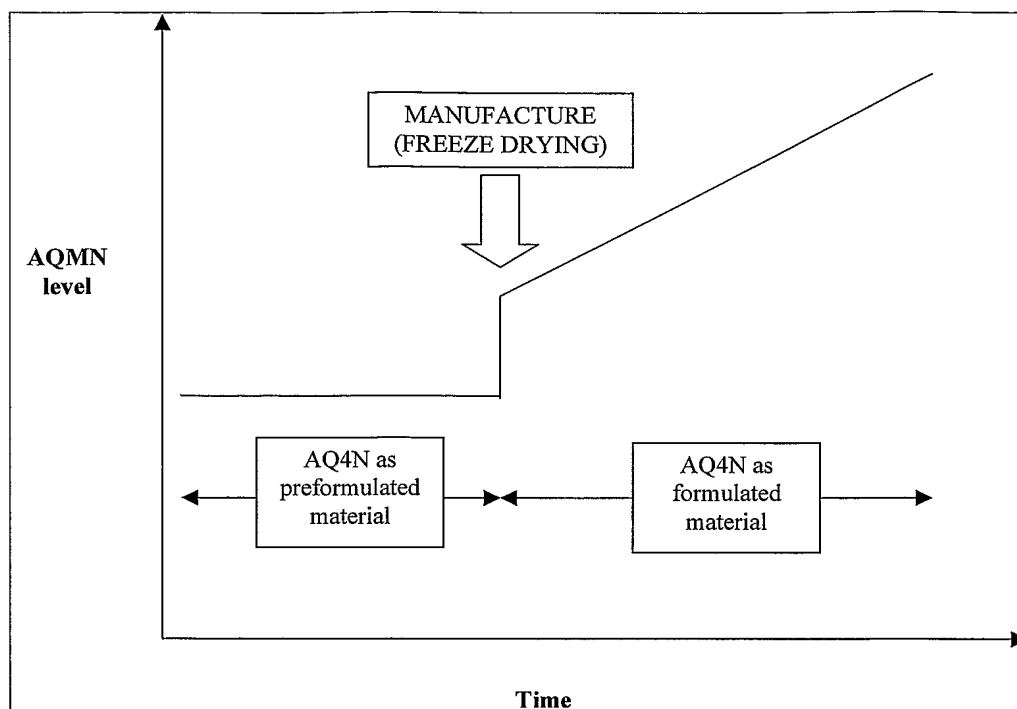 MANUFACTURE
(FREEZE DRYING)
AQMN
level
AQ4N as
preformulated
material
AQ4N as
formulated
material
Time